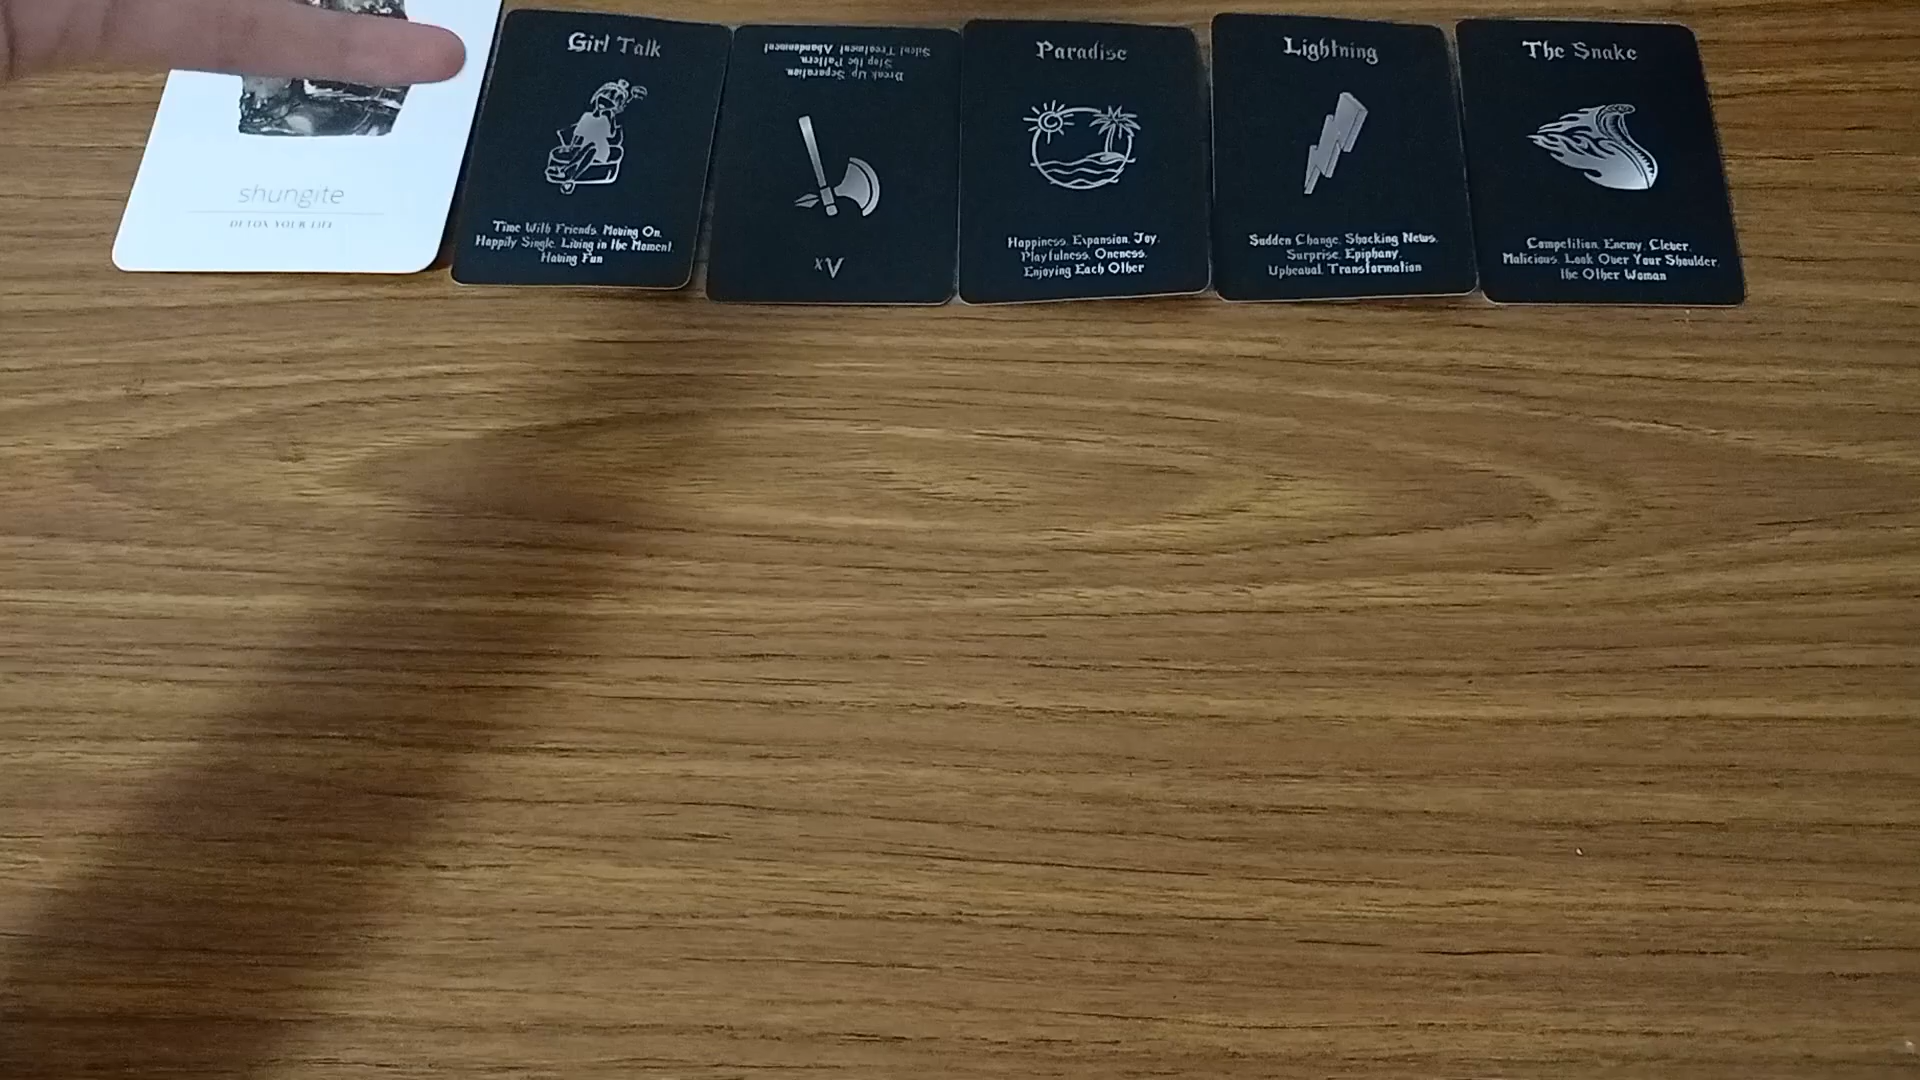 shungite
DETOX YOUR LIFE
Girl Talk
Time With Friends, Moving On,
Happily Single, Living in the Moment,
Having Fun
Ax
Break Up, Separation,
Stop the Pattern,
Silent Treatment, Abandonment
Paradise
Happiness, Expansion, Joy,
Playfulness, Oneness,
Enjoying Each Other
Lightning
Sudden Change, Shocking News,
Surprise, Epiphany,
Upheaval, Transformation
The Snake
Competition, Enemy, Clever,
Malicious, Look Over Your Shoulder,
the Other Woman